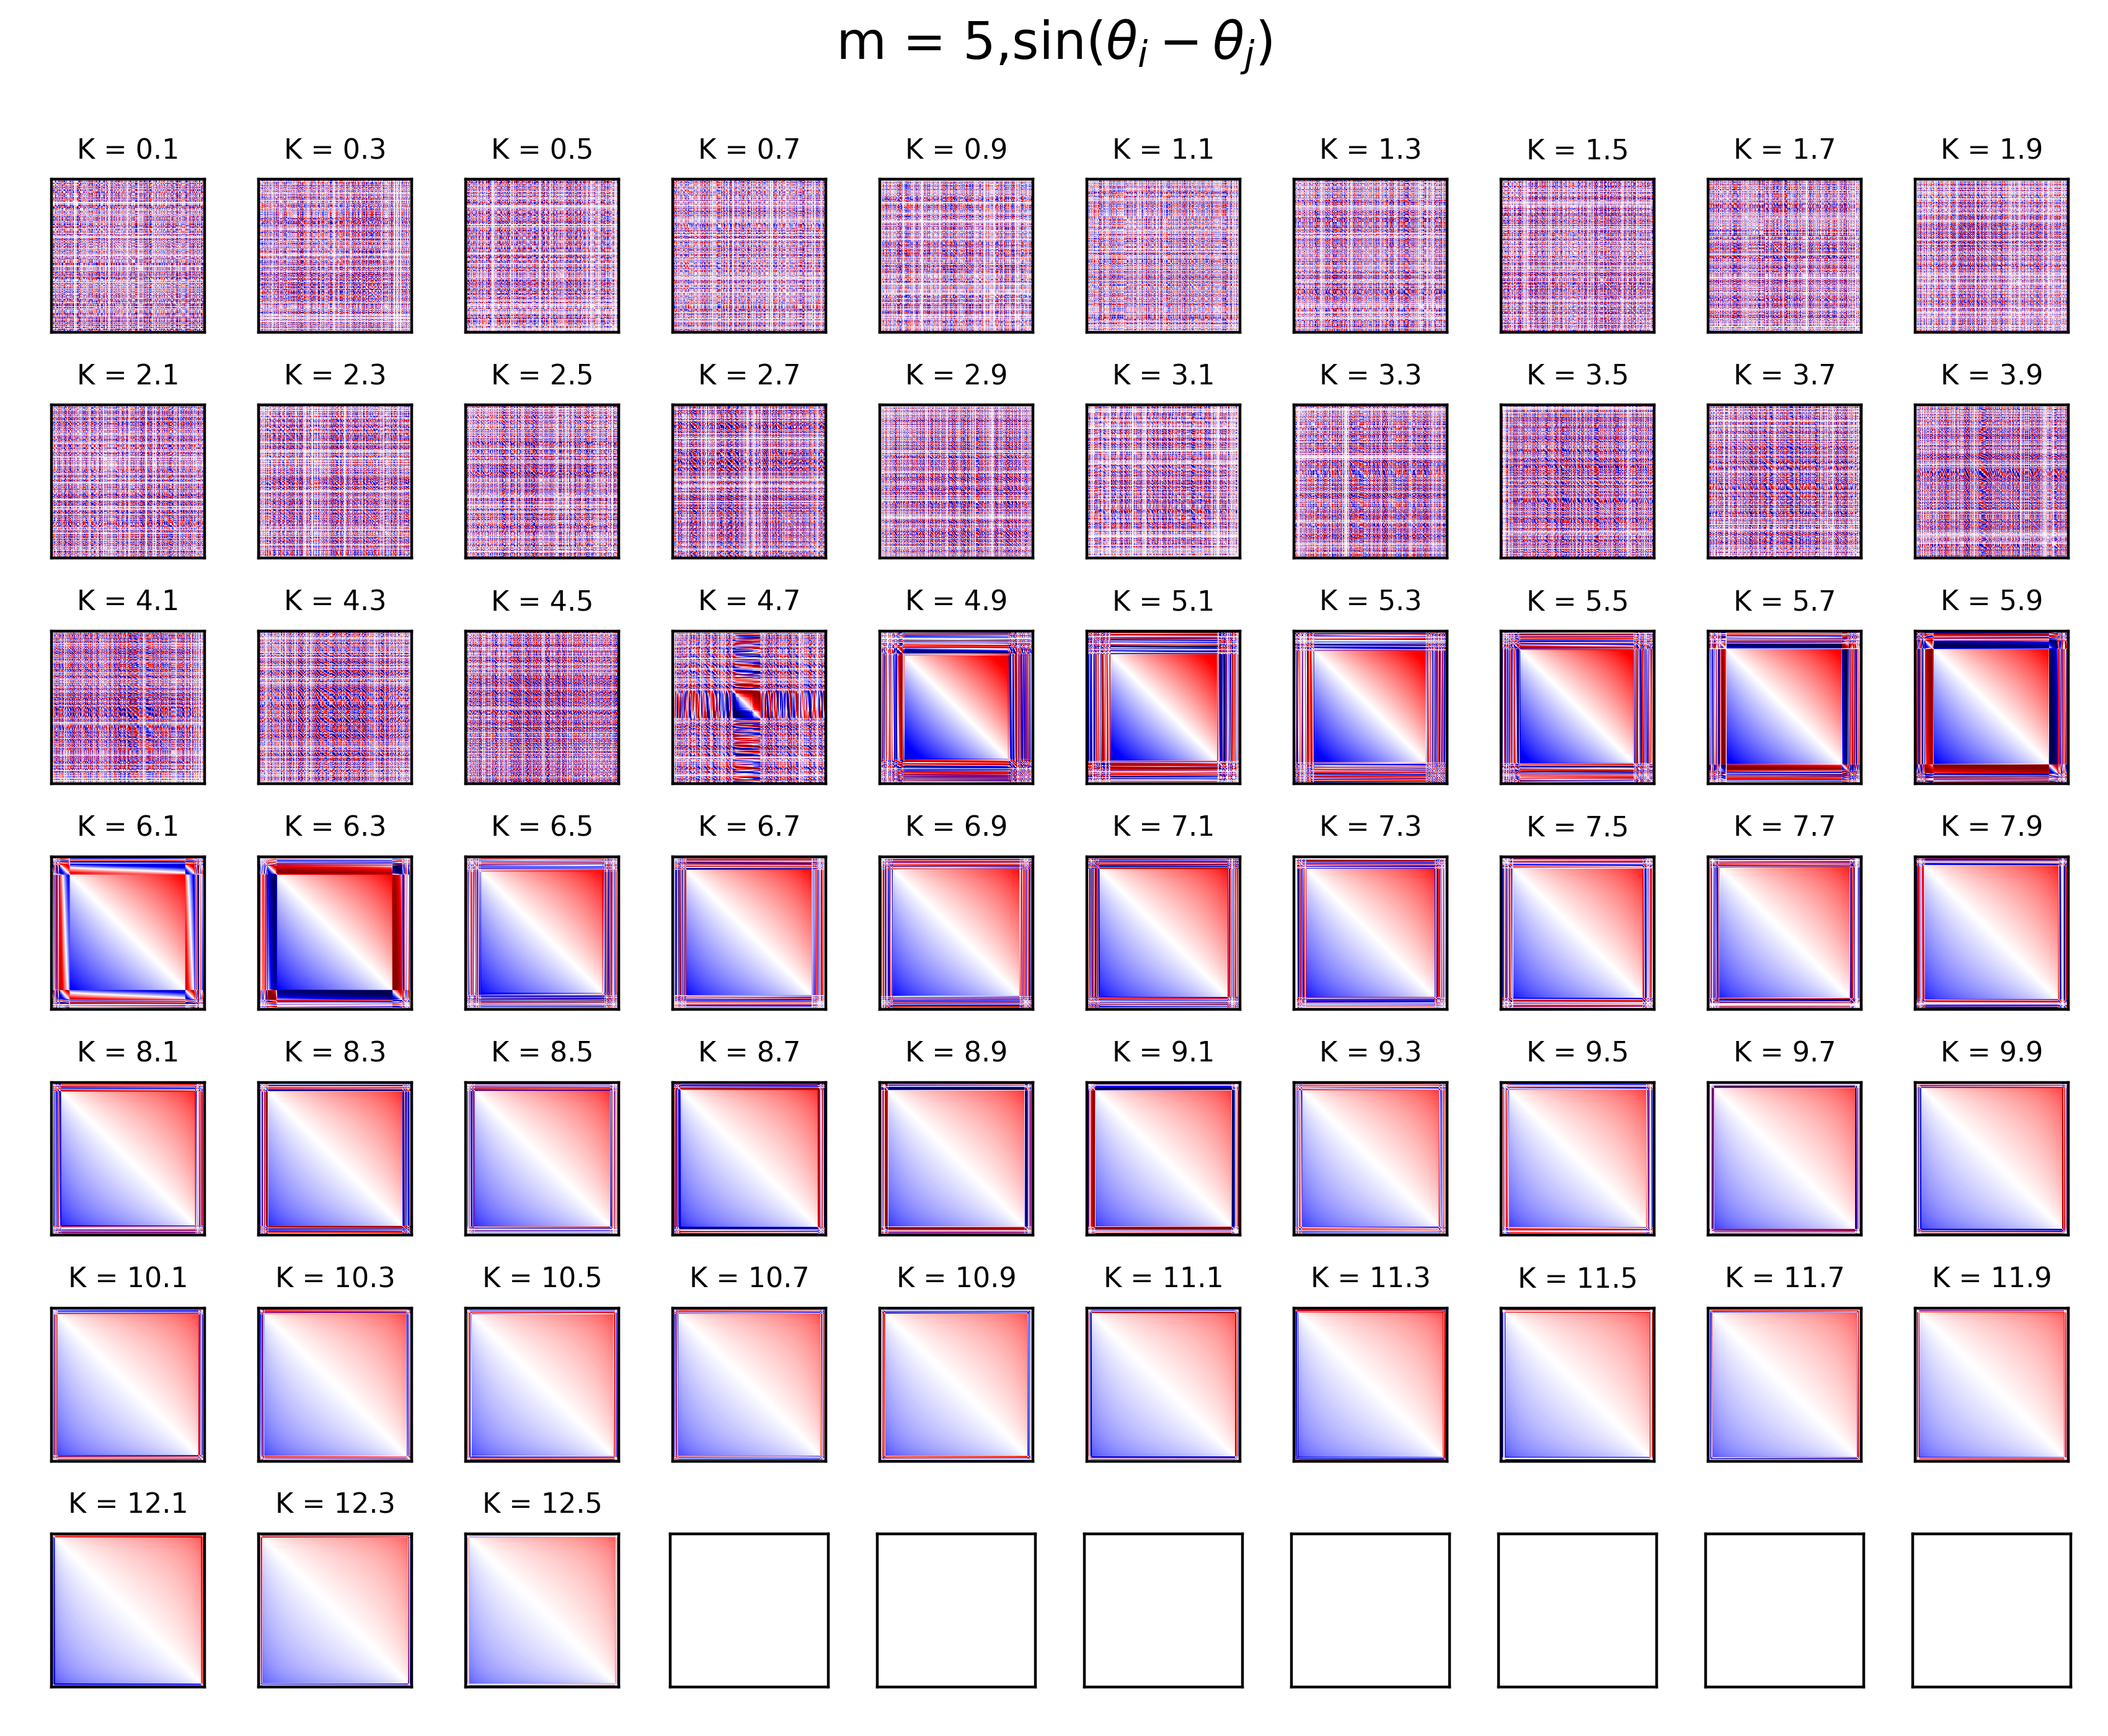 m = 5,sin(θ_i − θ_j)
K = 0.1 K = 0.3 K = 0.5 K = 0.7 K = 0.9 K = 1.1 K = 1.3 K = 1.5 K = 1.7 K = 1.9
K = 2.1 K = 2.3 K = 2.5 K = 2.7 K = 2.9 K = 3.1 K = 3.3 K = 3.5 K = 3.7 K = 3.9
K = 4.1 K = 4.3 K = 4.5 K = 4.7 K = 4.9 K = 5.1 K = 5.3 K = 5.5 K = 5.7 K = 5.9
K = 6.1 K = 6.3 K = 6.5 K = 6.7 K = 6.9 K = 7.1 K = 7.3 K = 7.5 K = 7.7 K = 7.9
K = 8.1 K = 8.3 K = 8.5 K = 8.7 K = 8.9 K = 9.1 K = 9.3 K = 9.5 K = 9.7 K = 9.9
K = 10.1 K = 10.3 K = 10.5 K = 10.7 K = 10.9 K = 11.1 K = 11.3 K = 11.5 K = 11.7 K = 11.9
K = 12.1 K = 12.3 K = 12.5